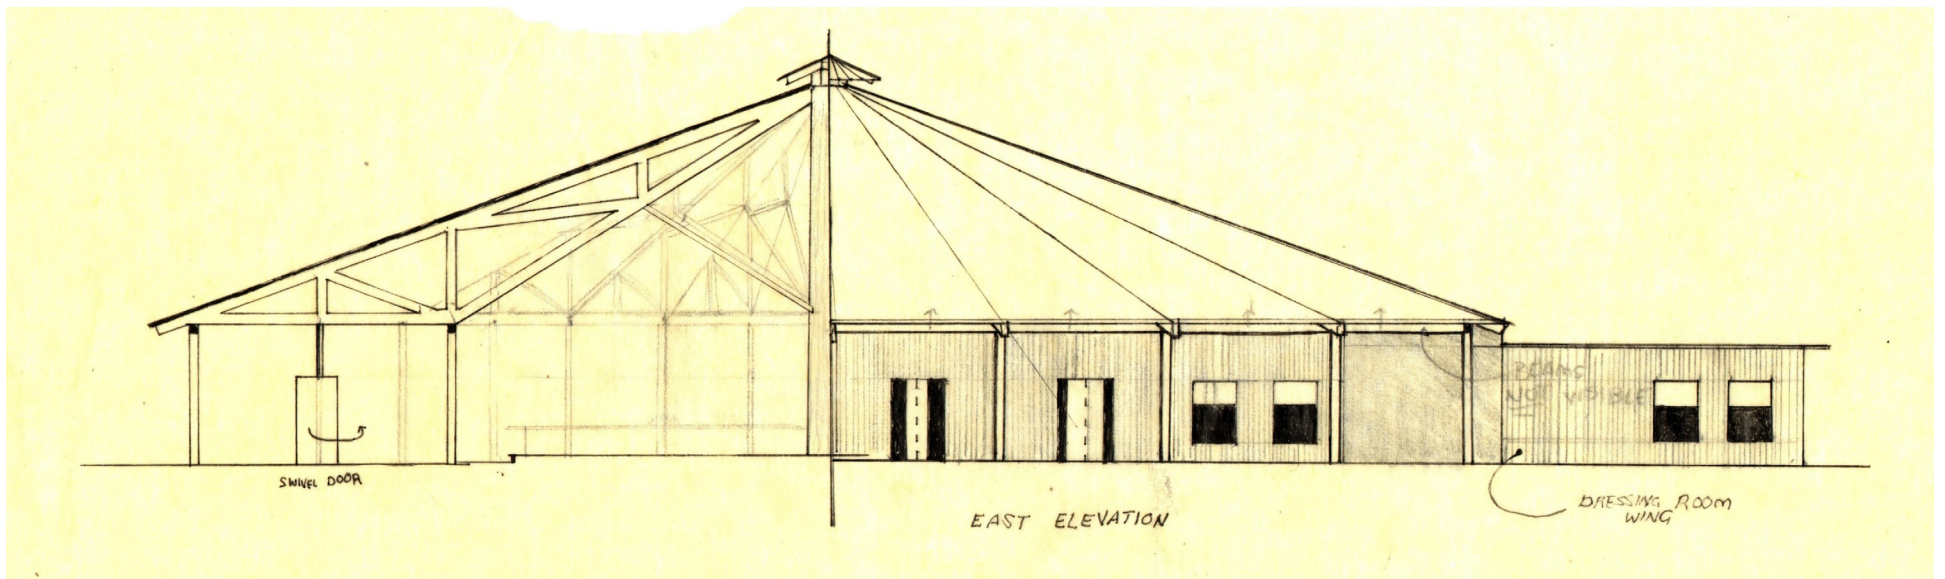 BEAMS
NOT VISIBLE
SWIVEL DOOR
EAST ELEVATION
DRESSING ROOM
WING